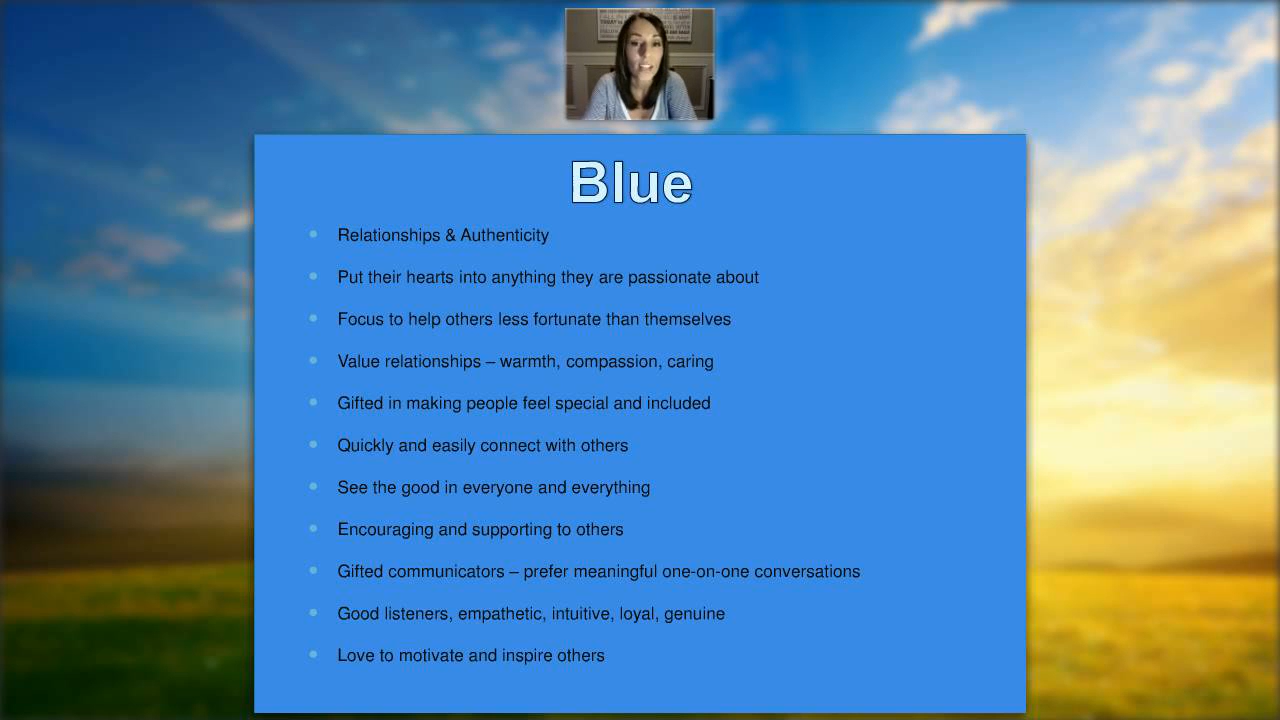 Blue
Relationships & Authenticity
Put their hearts into anything they are passionate about
Focus to help others less fortunate than themselves
Value relationships – warmth, compassion, caring
Gifted in making people feel special and included
Quickly and easily connect with others
See the good in everyone and everything
Encouraging and supporting to others
Gifted communicators – prefer meaningful one-on-one conversations
Good listeners, empathetic, intuitive, loyal, genuine
Love to motivate and inspire others